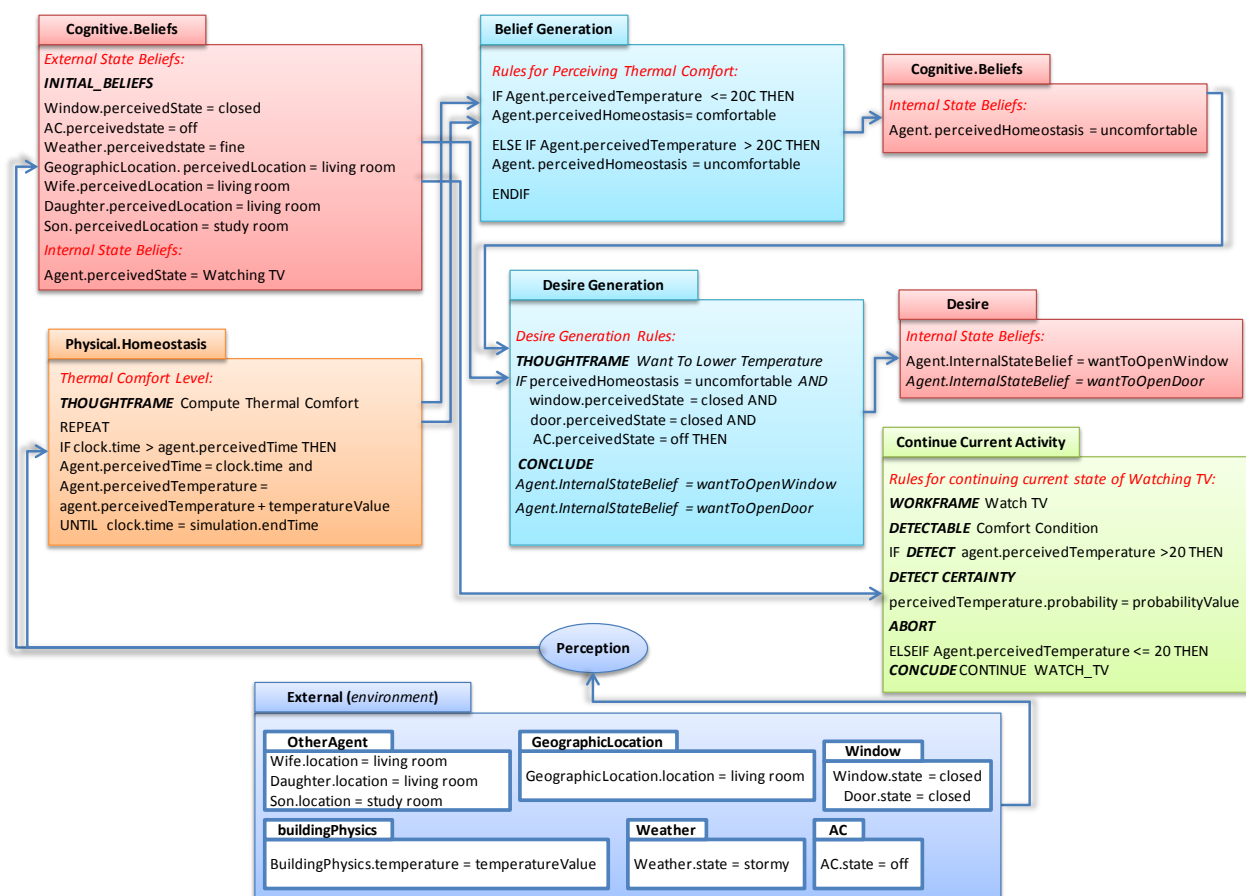 Cognitive.Beliefs
External State Beliefs:
INITIAL_BELIEFS
Window.perceivedState = closed
AC.perceivedstate = off
Weather.perceivedstate = fine
GeographicLocation. perceivedLocation = living room
Wife.perceivedLocation = living room
Daughter.perceivedLocation = living room
Son. perceivedLocation = study room
Internal State Beliefs:
Agent.perceivedState = Watching TV
Belief Generation
Rules for Perceiving Thermal Comfort:
IF Agent.perceivedTemperature <= 20C THEN
Agent.perceivedHomeostasis= comfortable
ELSE IF Agent.perceivedTemperature > 20C THEN
Agent. perceivedHomeostasis = uncomfortable
ENDIF
Cognitive.Beliefs
Internal State Beliefs:
Agent. perceivedHomeostasis = uncomfortable
Physical.Homeostasis
Thermal Comfort Level:
THOUGHTFRAME Compute Thermal Comfort
REPEAT
IF clock.time > agent.perceivedTime THEN
Agent.perceivedTime = clock.time and
Agent.perceivedTemperature =
agent.perceivedTemperature + temperatureValue
UNTIL clock.time = simulation.endTime
Desire Generation
Desire Generation Rules:
THOUGHTFRAME Want To Lower Temperature
IF perceivedHomeostasis = uncomfortable AND
window.perceivedState = closed AND
door.perceivedState = closed AND
AC.perceivedState = off THEN
CONCLUDE
Agent.InternalStateBelief = wantToOpenWindow
Agent.InternalStateBelief = wantToOpenDoor
Desire
Internal State Beliefs:
Agent.InternalStateBelief = wantToOpenWindow
Agent.InternalStateBelief = wantToOpenDoor
Continue Current Activity
Rules for continuing current state of Watching TV:
WORKFRAME Watch TV
DETECTABLE Comfort Condition
IF DETECT agent.perceivedTemperature >20 THEN
DETECT CERTAINTY
perceivedTemperature.probability = probabilityValue
ABORT
ELSEIF Agent.perceivedTemperature <= 20 THEN
CONCUDE CONTINUE WATCH_TV
Perception
External (environment)
OtherAgent
Wife.location = living room
Daughter.location = living room
Son.location = study room
GeographicLocation
GeographicLocation.location = living room
Window
Window.state = closed
Door.state = closed
buildingPhysics
BuildingPhysics.temperature = temperatureValue
Weather
Weather.state = stormy
AC
AC.state = off